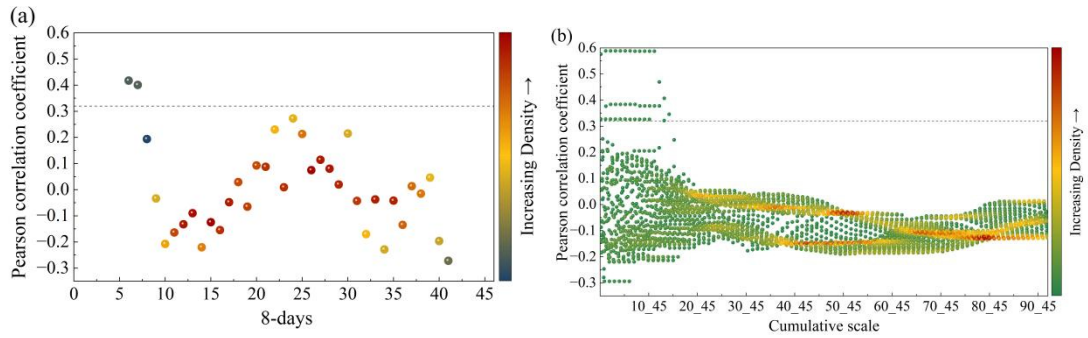 (a)
Pearson correlation coefficient
0.6
0.5
0.4
0.3
0.2
0.1
0.0
−0.1
−0.2
−0.3
0 5 10 15 20 25 30 35 40 45
8-days
Increasing Density →
(b)
Pearson correlation coefficient
0.6
0.5
0.4
0.3
0.2
0.1
0.0
−0.1
−0.2
−0.3
10_45 20_45 30_45 40_45 50_45 60_45 70_45 80_45 90_45
Cumulative scale
Increasing Density →